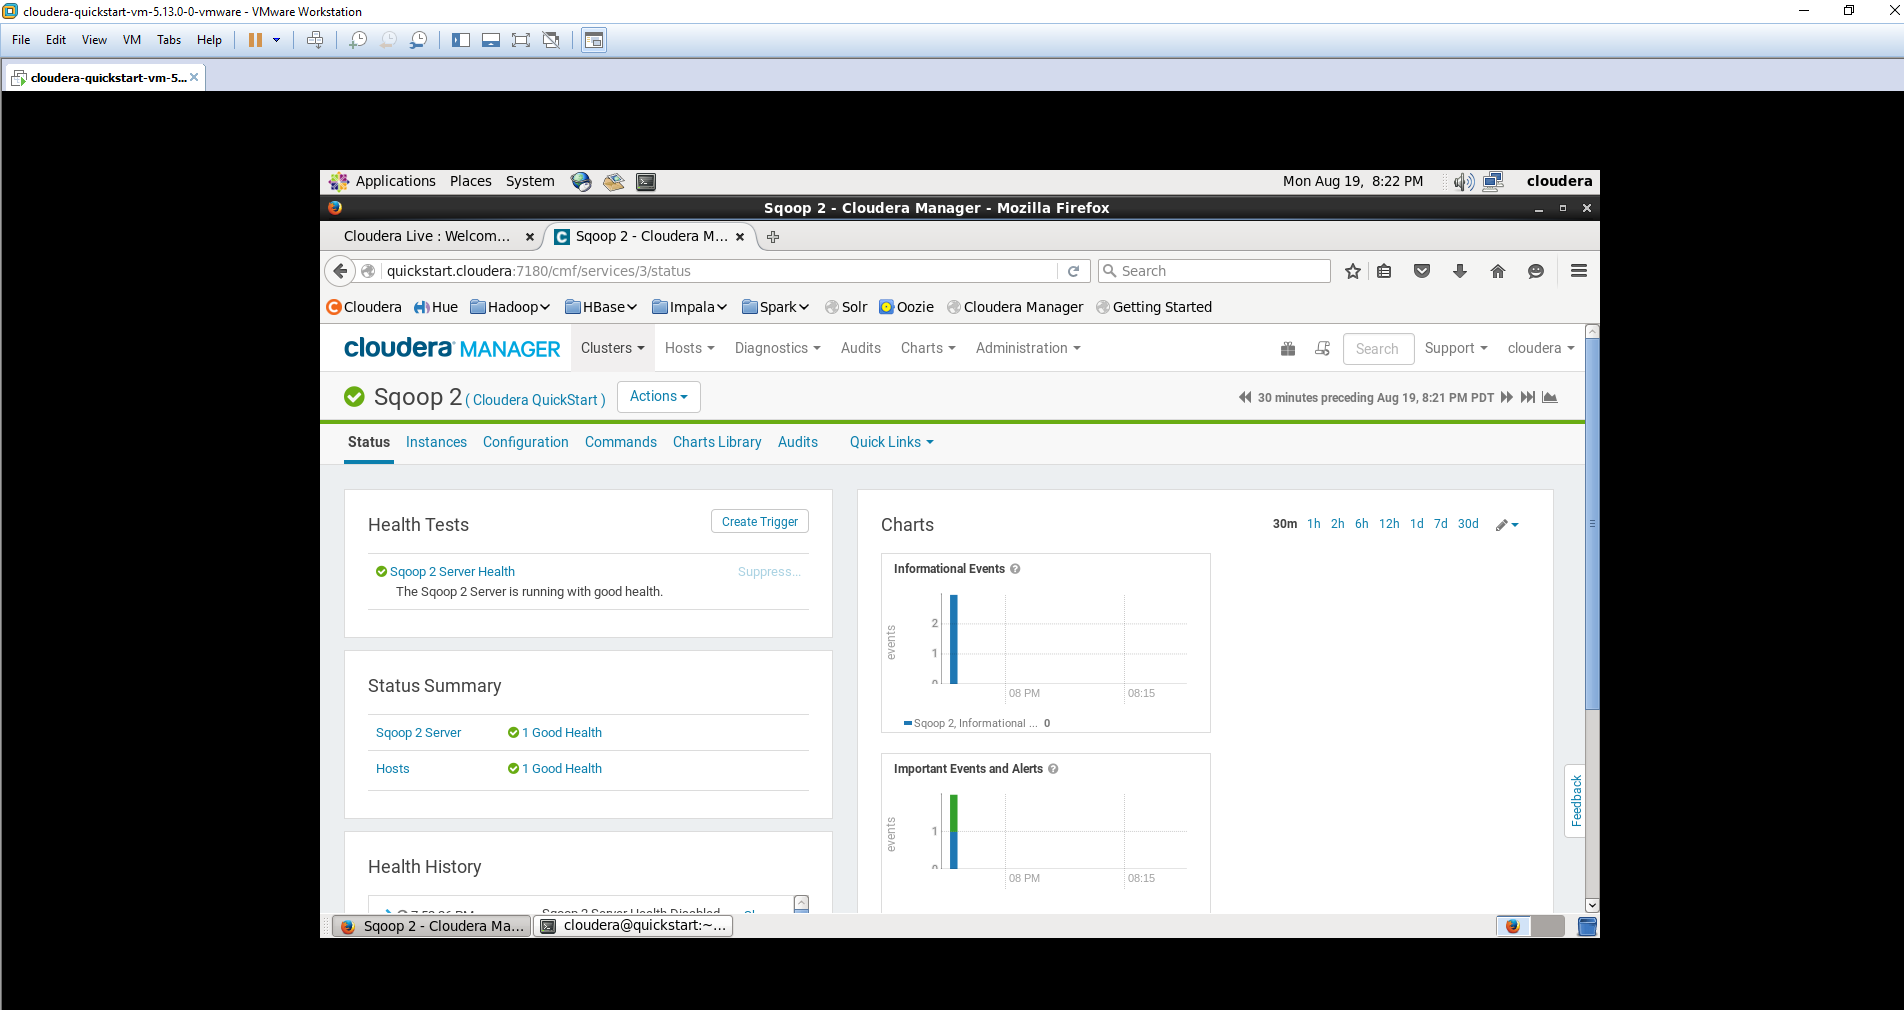 cloudera-quickstart-vm-5.13.0-0-vmware - VMware Workstation
File Edit View VM Tabs Help
cloudera-quickstart-vm-5...
Applications Places System Mon Aug 19, 8:22 PM cloudera
Sqoop 2 - Cloudera Manager - Mozilla Firefox
Cloudera Live : Welcom... Sqoop 2 - Cloudera M...
quickstart.cloudera:7180/cmf/services/3/status Search
Cloudera Hue Hadoop HBase Impala Spark Solr Oozie Cloudera Manager Getting Started
cloudera MANAGER Clusters Hosts Diagnostics Audits Charts Administration Search Support cloudera
Sqoop 2 ( Cloudera QuickStart ) Actions 30 minutes preceding Aug 19, 8:21 PM PDT
Status Instances Configuration Commands Charts Library Audits Quick Links
Health Tests Create Trigger
Sqoop 2 Server Health Suppress...
The Sqoop 2 Server is running with good health.
Status Summary
Sqoop 2 Server 1 Good Health
Hosts 1 Good Health
Health History
Sqoop 2 Server Health Disabled
Charts 30m 1h 2h 6h 12h 1d 7d 30d
Informational Events
events
2
1
0
08 PM 08:15
Sqoop 2, Informational ... 0
Important Events and Alerts
events
1
0
08 PM 08:15
Feedback
Sqoop 2 - Cloudera Ma... cloudera@quickstart:~...